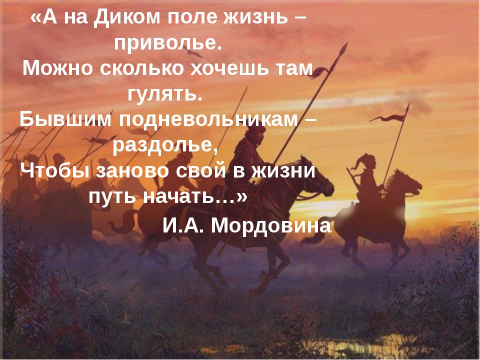 «А на Диком поле жизнь –
приволье.
Можно сколько хочешь там
гулять.
Бывшим подневольникам –
раздолье,
Чтобы заново свой в жизни
путь начать…»
И.А. Мордовина